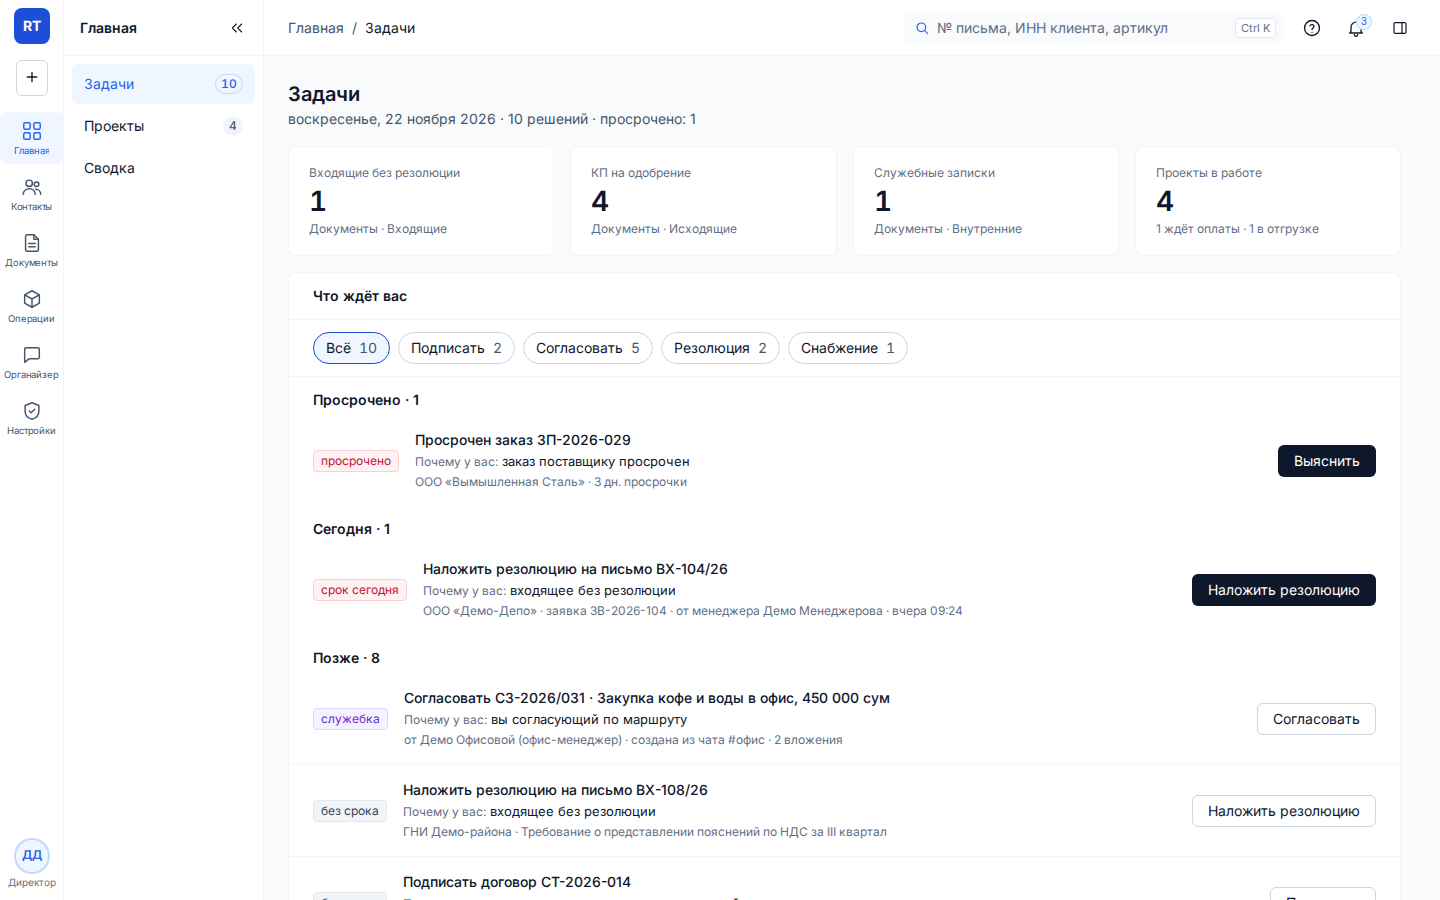 RT
Главная
Главная / Задачи
№ письма, ИНН клиента, артикул
Ctrl K
3
Главная
Контакты
Документы
Операции
Органайзер
Настройки
ДД
Директор
Задачи 10
Проекты 4
Сводка
Задачи
воскресенье, 22 ноября 2026 · 10 решений · просрочено: 1
Входящие без резолюции
1
Документы · Входящие
КП на одобрение
4
Документы · Исходящие
Служебные записки
1
Документы · Внутренние
Проекты в работе
4
1 ждёт оплаты · 1 в отгрузке
Что ждёт вас
Всё 10
Подписать 2
Согласовать 5
Резолюция 2
Снабжение 1
Просрочено · 1
просрочено
Просрочен заказ ЗП-2026-029
Почему у вас: заказ поставщику просрочен
ООО «Вымышленная Сталь» · 3 дн. просрочки
Выяснить
Сегодня · 1
срок сегодня
Наложить резолюцию на письмо ВХ-104/26
Почему у вас: входящее без резолюции
ООО «Демо-Депо» · заявка ЗВ-2026-104 · от менеджера Демо Менеджерова · вчера 09:24
Наложить резолюцию
Позже · 8
служебка
Согласовать СЗ-2026/031 · Закупка кофе и воды в офис, 450 000 сум
Почему у вас: вы согласующий по маршруту
от Демо Офисовой (офис-менеджер) · создана из чата #офис · 2 вложения
Согласовать
без срока
Наложить резолюцию на письмо ВХ-108/26
Почему у вас: входящее без резолюции
ГНИ Демо-района · Требование о представлении пояснений по НДС за III квартал
Наложить резолюцию
Подписать договор СТ-2026-014